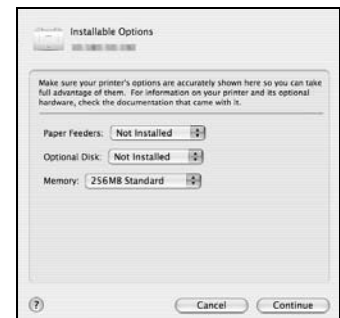 Installable Options
Make sure your printer's options are accurately shown here so you can take
full advantage of them. For information on your printer and its optional
hardware, check the documentation that came with it.
Paper Feeders: Not Installed
Optional Disk: Not Installed
Memory: 256MB Standard
?
Cancel Continue